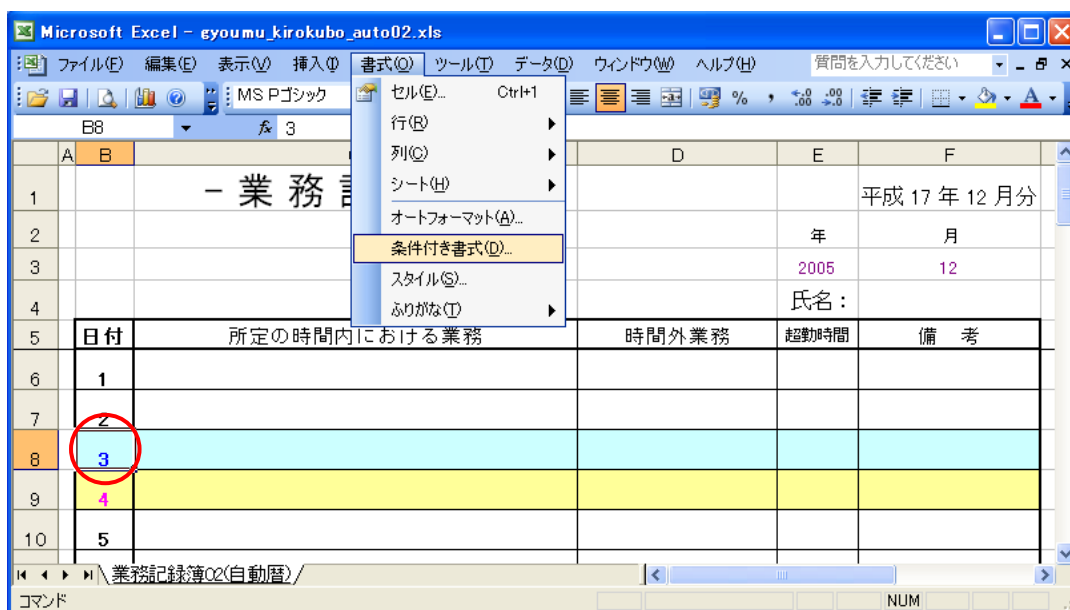 Microsoft Excel - gyoumu_kirokubo_auto02.xls
ファイル(F) 編集(E) 表示(V) 挿入(I) 書式(O) ツール(T) データ(D) ウィンドウ(W) ヘルプ(H) 質問を入力してください
MS Pゴシック
% ,
B8 fx 3
セル(E)... Ctrl+1
行(R)
列(C)
シート(H)
オートフォーマット(A)...
条件付き書式(D)...
スタイル(S)...
ふりがな(T)
A B D E F
1 − 業 務 平成 17 年 12 月分
2 年 月
3 2005 12
4 氏名：
5 日付 所定の時間内における業務 時間外業務 超勤時間 備 考
6 1
7 2
8 3
9 4
10 5
業務記録簿02(自動暦)
コマンド NUM